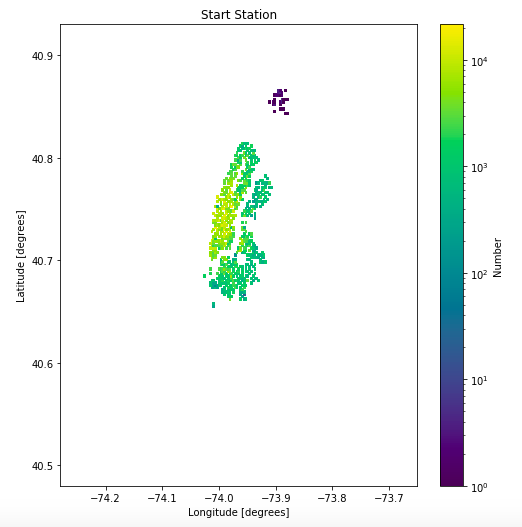 Start Station
40.9
40.8
40.7
40.6
40.5
Latitude [degrees]
−74.2 −74.1 −74.0 −73.9 −73.8 −73.7
Longitude [degrees]
10⁴
10³
10²
10¹
10⁰
Number